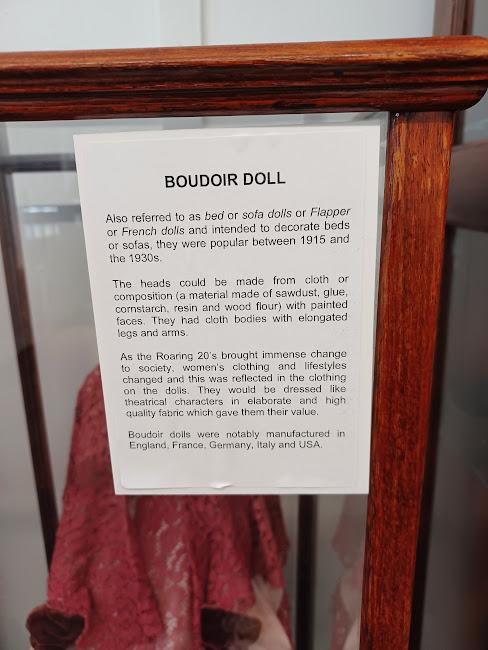 BOUDOIR DOLL
Also referred to as bed or sofa dolls or Flapper
or French dolls and intended to decorate beds
or sofas, they were popular between 1915 and
the 1930s.
The heads could be made from cloth or
composition (a material made of sawdust, glue,
cornstarch, resin and wood flour) with painted
faces. They had cloth bodies with elongated
legs and arms.
As the Roaring 20's brought immense change
to society, women's clothing and lifestyles
changed and this was reflected in the clothing
on the dolls. They would be dressed like
theatrical characters in elaborate and high
quality fabric which gave them their value.
Boudoir dolls were notably manufactured in
England, France, Germany, Italy and USA.